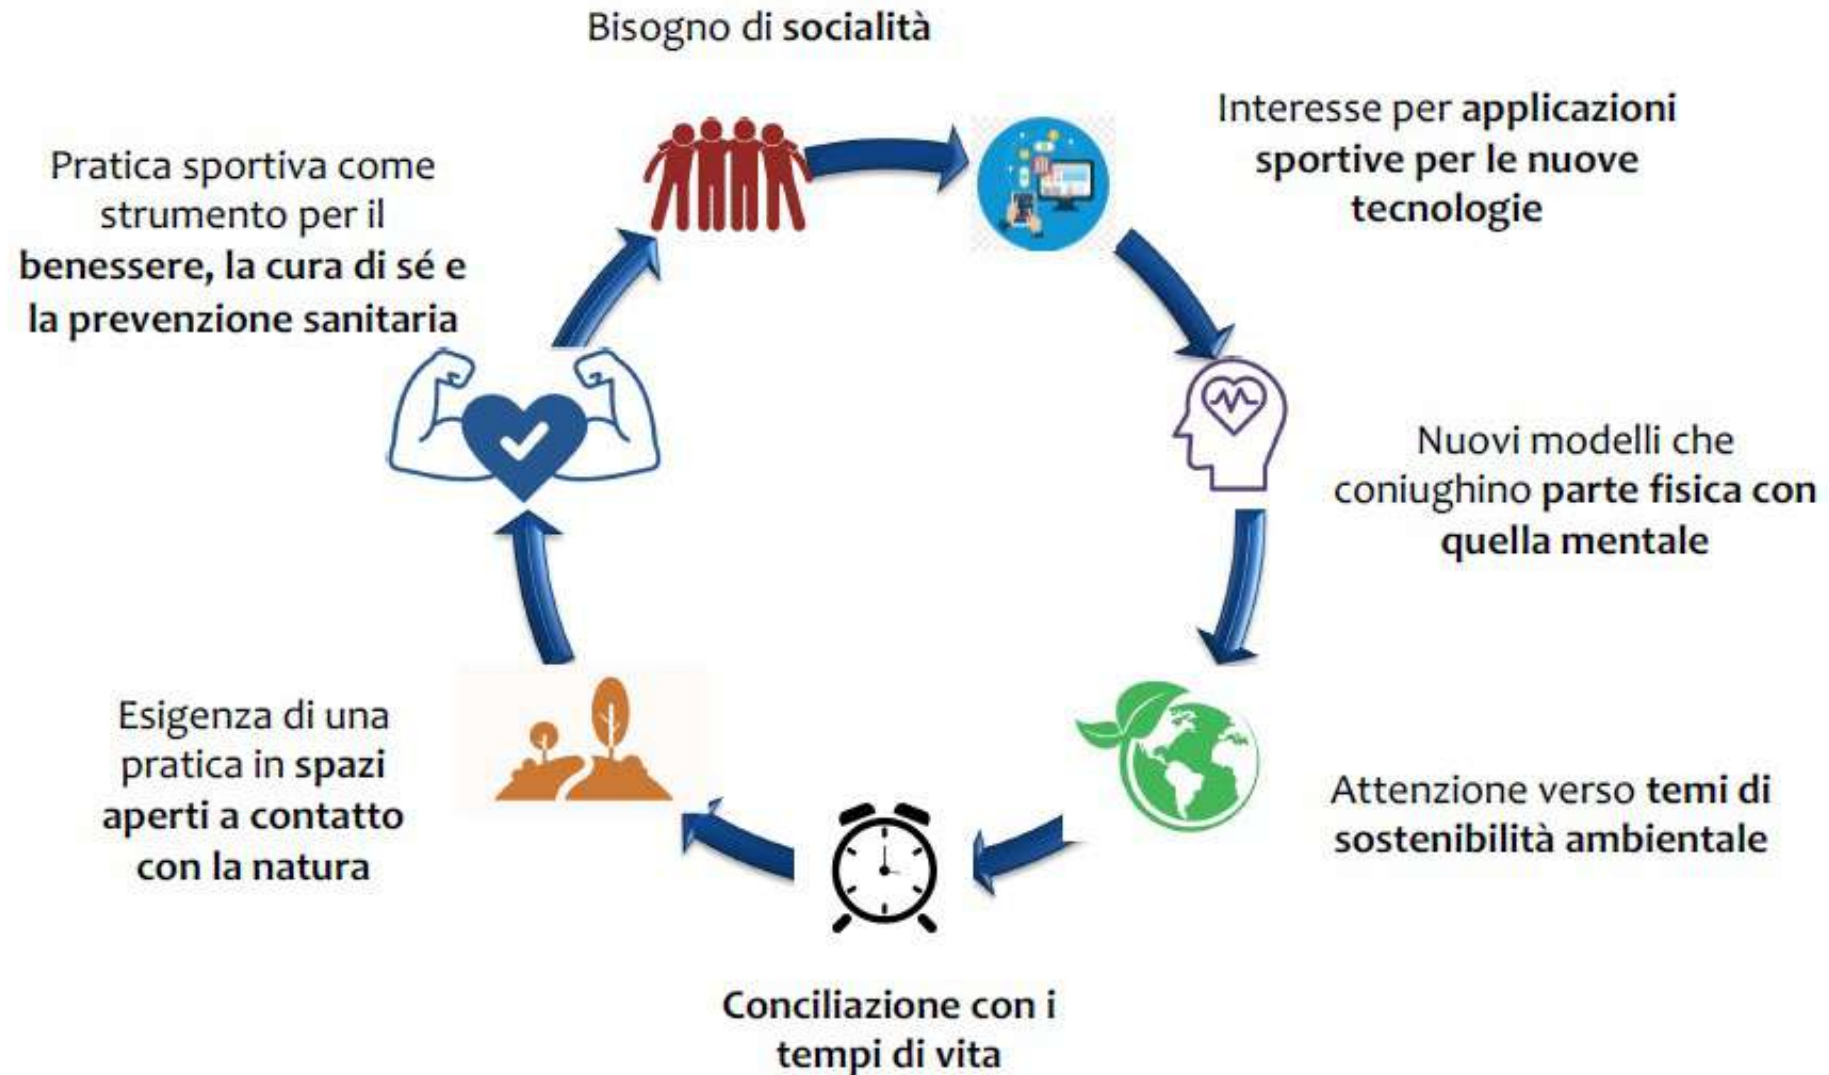 Bisogno di socialità
Interesse per applicazioni
sportive per le nuove
tecnologie
Nuovi modelli che
coniughino parte fisica con
quella mentale
Attenzione verso temi di
sostenibilità ambientale
Conciliazione con i
tempi di vita
Esigenza di una
pratica in spazi
aperti a contatto
con la natura
Pratica sportiva come
strumento per il
benessere, la cura di sé e
la prevenzione sanitaria